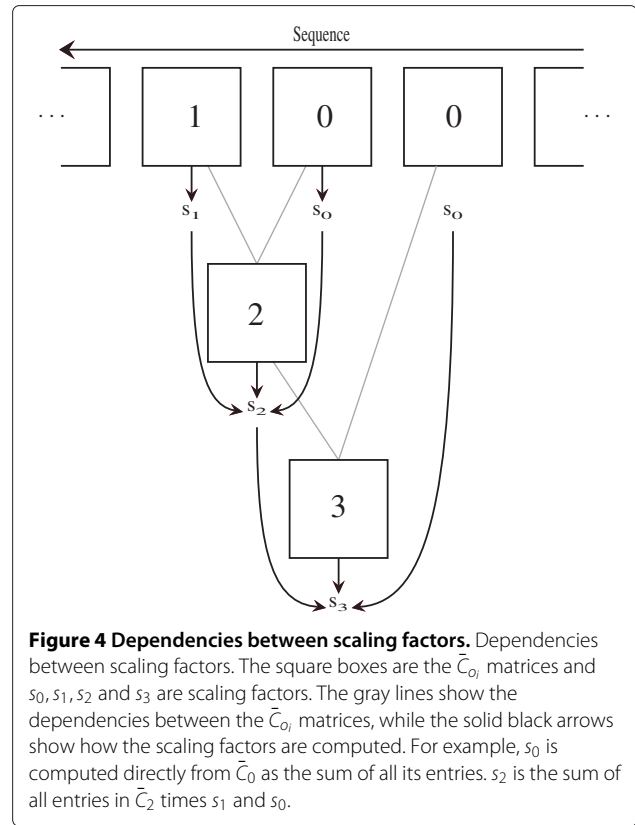 Sequence
. . . 1 0 0 . . .
s₁ s₀ s₀
2
s₂
3
s₃
Figure 4 Dependencies between scaling factors. Dependencies
between scaling factors. The square boxes are the C̄ₒᵢ matrices and
s₀, s₁, s₂ and s₃ are scaling factors. The gray lines show the
dependencies between the C̄ₒᵢ matrices, while the solid black arrows
show how the scaling factors are computed. For example, s₀ is
computed directly from C̄₀ as the sum of all its entries. s₂ is the sum of
all entries in C̄₂ times s₁ and s₀.